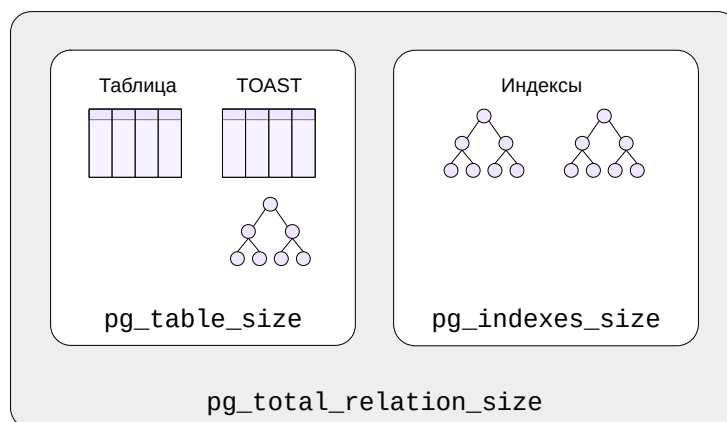 Таблица
TOAST
Индексы
pg_table_size
pg_indexes_size
pg_total_relation_size